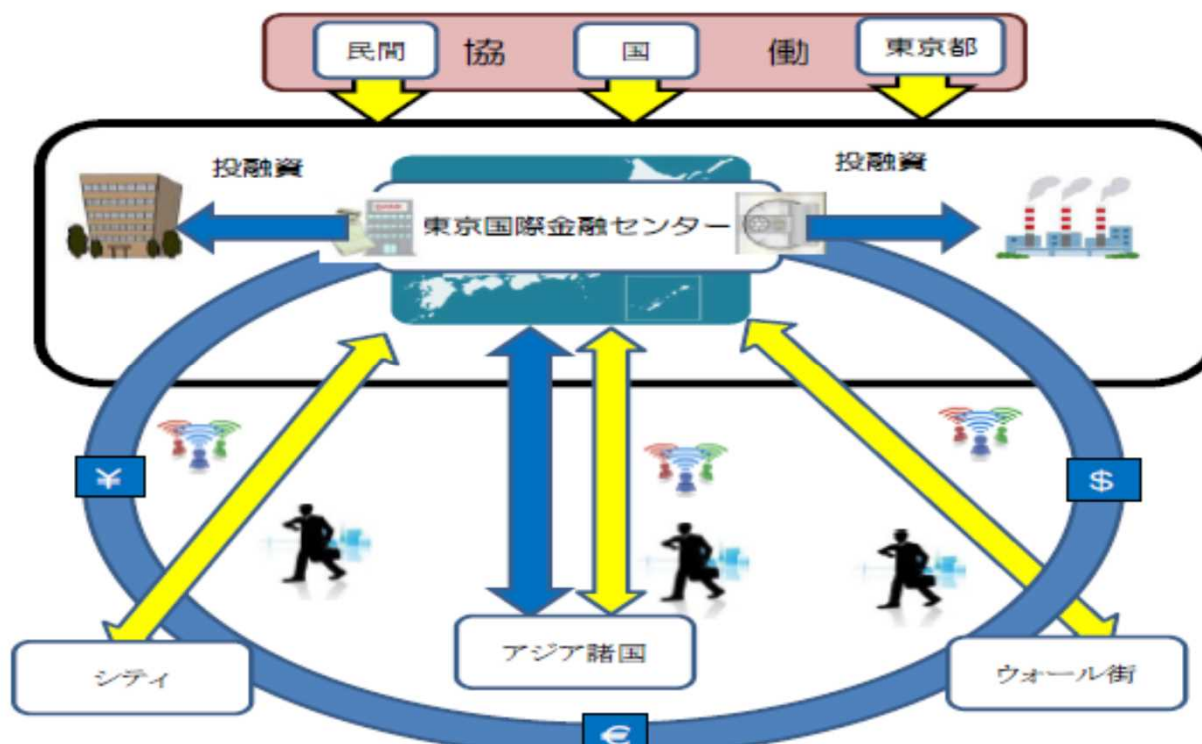 民間 協 国 働 東京都
投融資 投融資
東京国際金融センター
¥ $
アジア諸国
シティ ウォール街
€